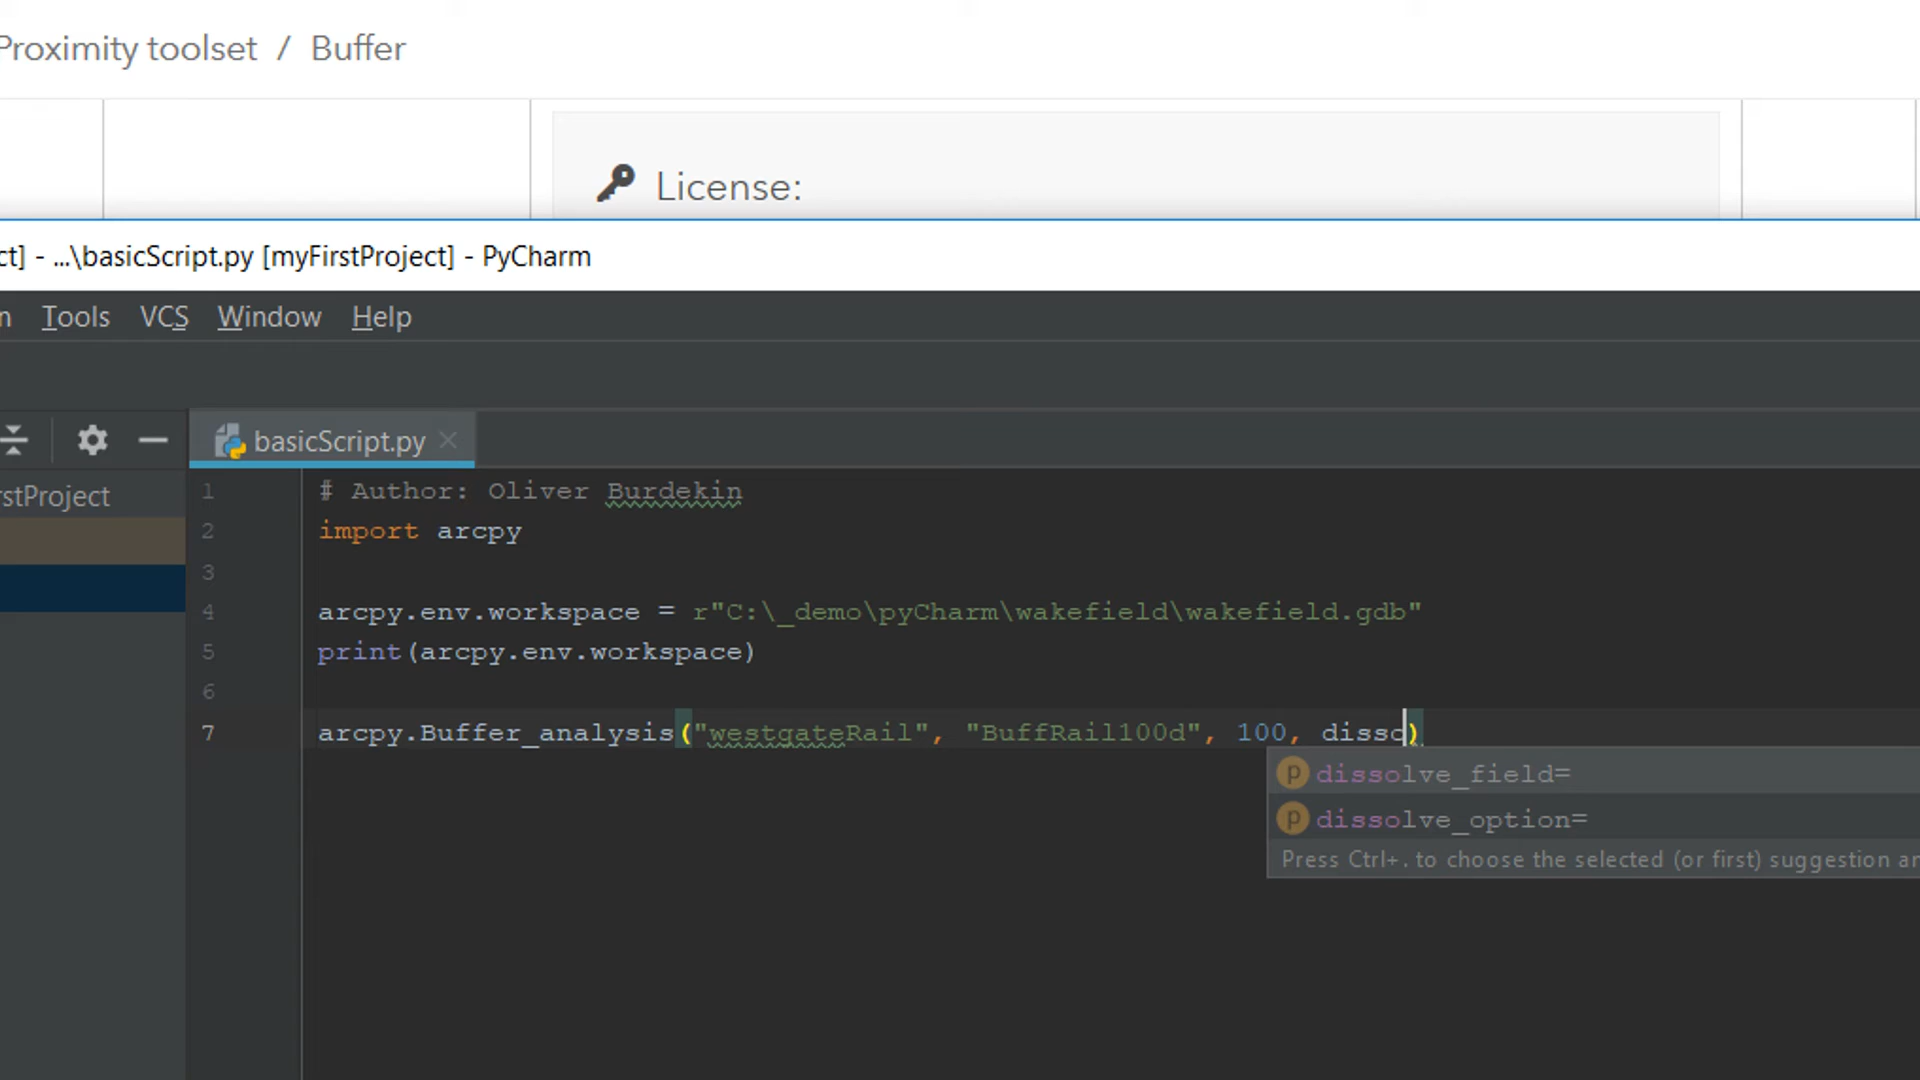 Proximity toolset / Buffer
License:
ct] - ...\basicScript.py [myFirstProject] - PyCharm
n Tools VCS Window Help
basicScript.py
rstProject
1 # Author: Oliver Burdekin
2 import arcpy
3
4 arcpy.env.workspace = r"C:\_demo\pyCharm\wakefield\wakefield.gdb"
5 print(arcpy.env.workspace)
6
7 arcpy.Buffer_analysis("westgateRail", "BuffRail100d", 100, disso)
p dissolve_field=
p dissolve_option=
Press Ctrl+. to choose the selected (or first) suggestion an